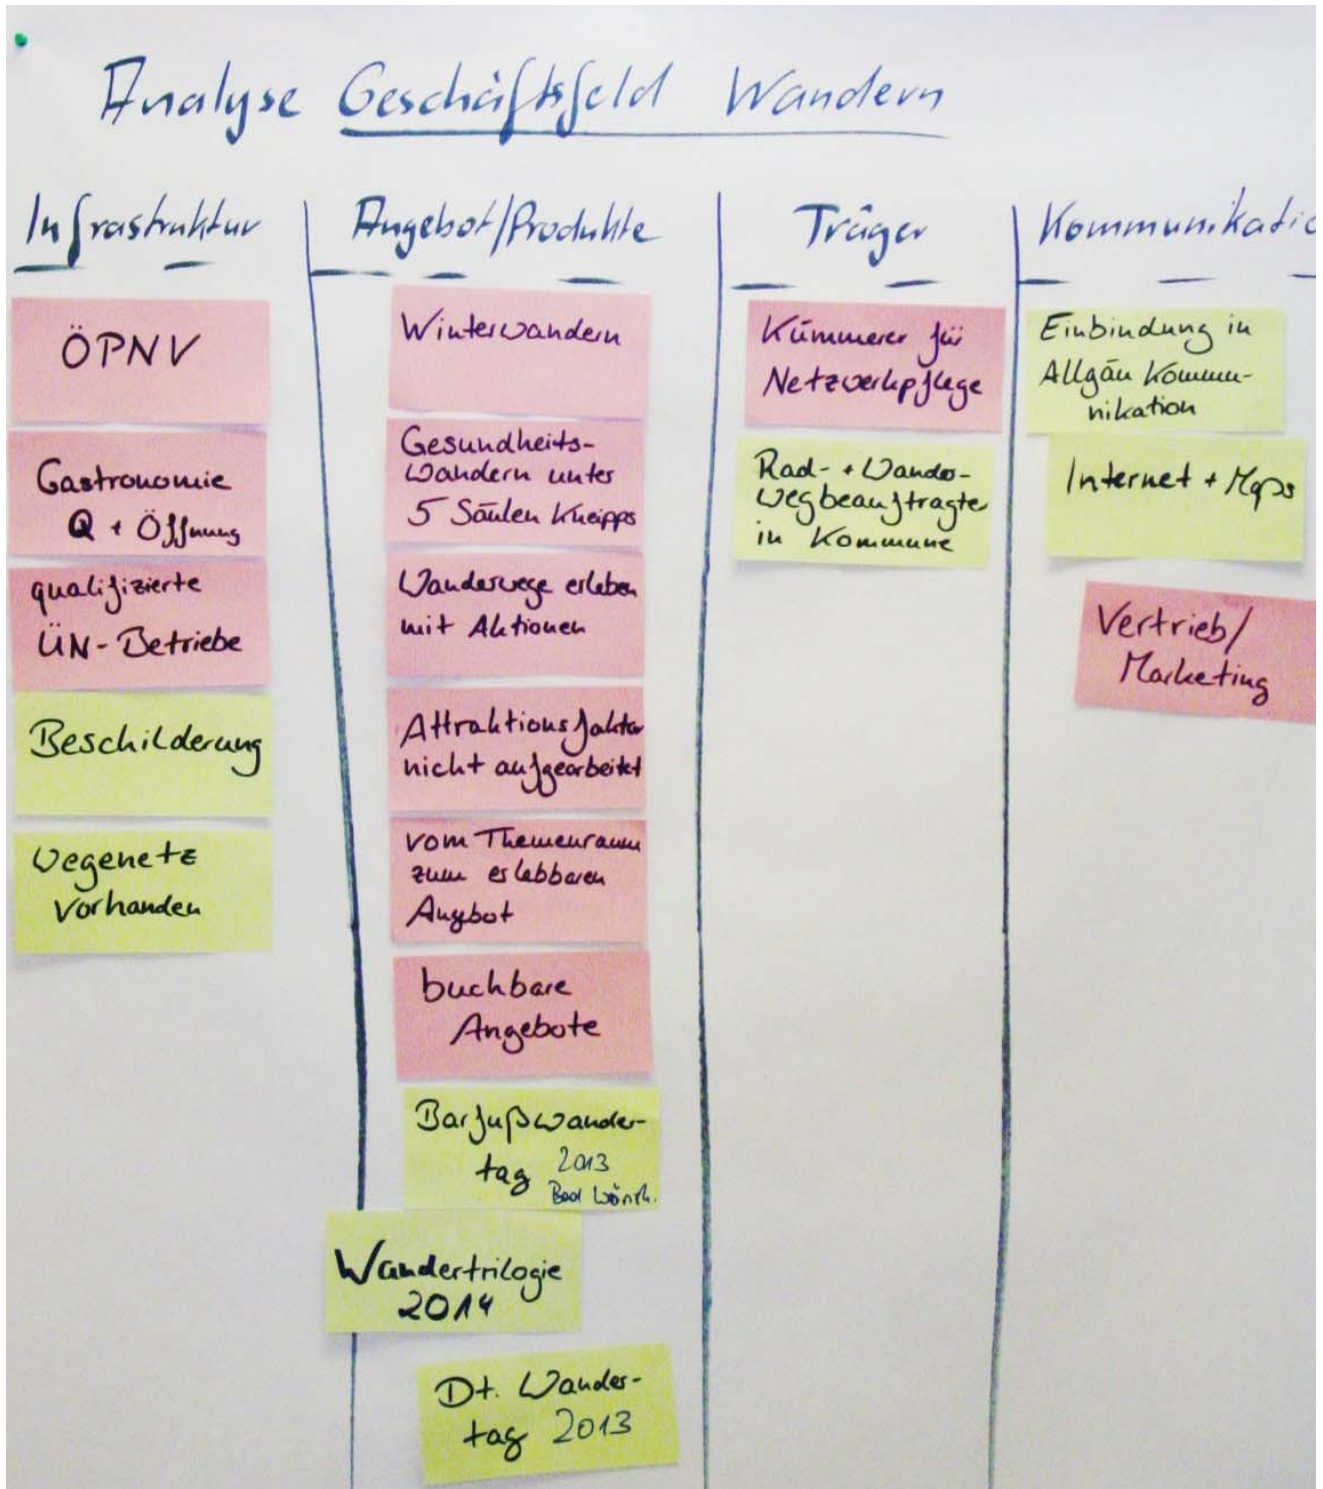 Analyse Geschäftsfeld Wandern
Infrastruktur
ÖPNV
Gastronomie
Q + Öffnung
qualifizierte
ÜN-Betriebe
Beschilderung
Wegenetz
vorhanden
Angebot/Produkte
Winterwandern
Gesundheits-
Wandern unter
5 Säulen Kneipps
Wanderwege erleben
mit Aktionen
Attraktionsfaktor
nicht aufgearbeitet
vom Themenraum
zum erlebbaren
Angebot
buchbare
Angebote
Barfußwander-
tag 2013
Bad Wörish.
Wandertrilogie
2014
Dt. Wander-
tag 2013
Träger
Kümmerer für
Netzwerkpflege
Rad- + Wander-
wegbeauftragte
in Kommune
Kommunikatio
Einbindung in
Allgäu Kommu-
nikation
Internet + Apps
Vertrieb/
Marketing